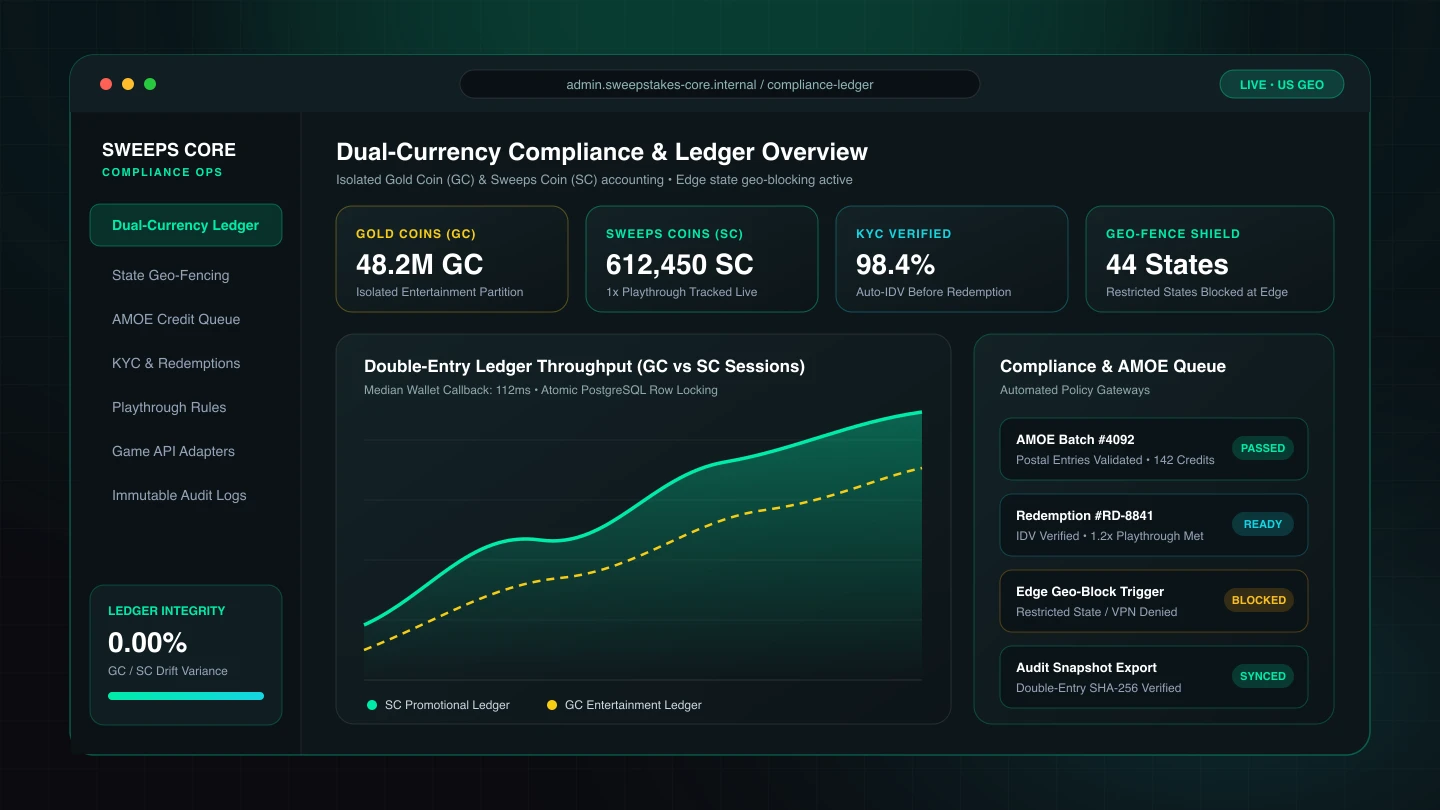 admin.sweepstakes-core.internal / compliance-ledger
LIVE • US GEO
SWEEPS CORE
COMPLIANCE OPS
Dual-Currency Ledger
State Geo-Fencing
AMOE Credit Queue
KYC & Redemptions
Playthrough Rules
Game API Adapters
Immutable Audit Logs
LEDGER INTEGRITY
0.00%
GC / SC Drift Variance
Dual-Currency Compliance & Ledger Overview
Isolated Gold Coin (GC) & Sweeps Coin (SC) accounting • Edge state geo-blocking active
GOLD COINS (GC)
48.2M GC
Isolated Entertainment Partition
SWEEPS COINS (SC)
612,450 SC
1x Playthrough Tracked Live
KYC VERIFIED
98.4%
Auto-IDV Before Redemption
GEO-FENCE SHIELD
44 States
Restricted States Blocked at Edge
Double-Entry Ledger Throughput (GC vs SC Sessions)
Median Wallet Callback: 112ms • Atomic PostgreSQL Row Locking
SC Promotional Ledger
GC Entertainment Ledger
Compliance & AMOE Queue
Automated Policy Gateways
AMOE Batch #4092
Postal Entries Validated • 142 Credits
PASSED
Redemption #RD-8841
IDV Verified • 1.2x Playthrough Met
READY
Edge Geo-Block Trigger
Restricted State / VPN Denied
BLOCKED
Audit Snapshot Export
Double-Entry SHA-256 Verified
SYNCED